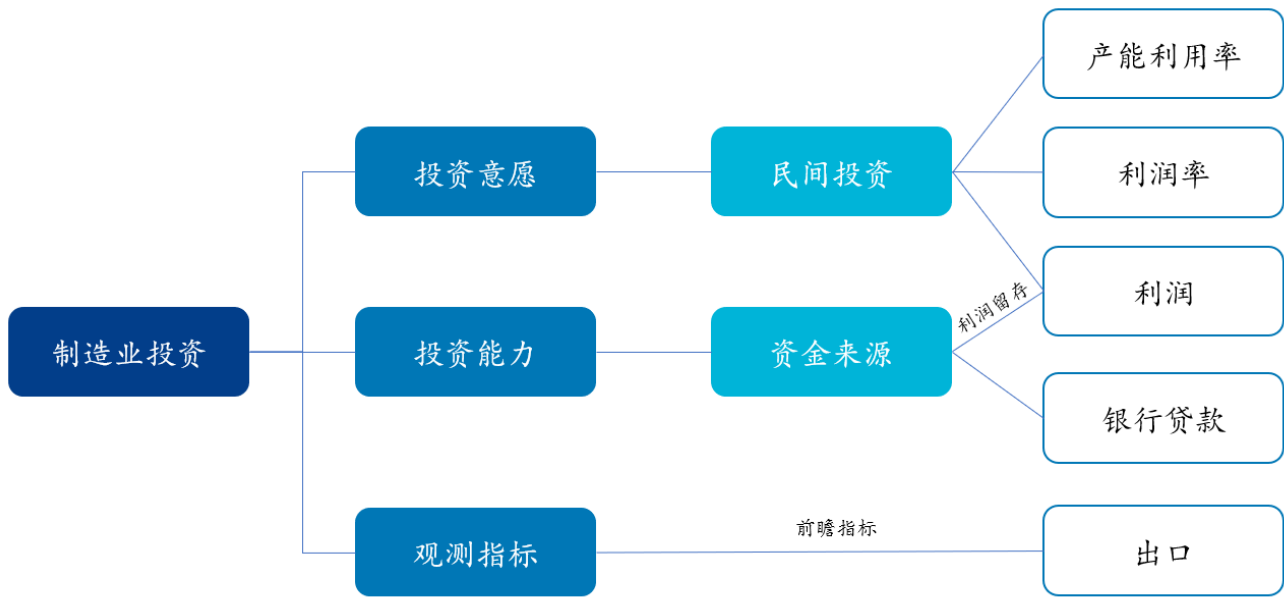 制造业投资
投资意愿
民间投资
产能利用率
利润率
利润
投资能力
资金来源
利润留存
银行贷款
观测指标
前瞻指标
出口